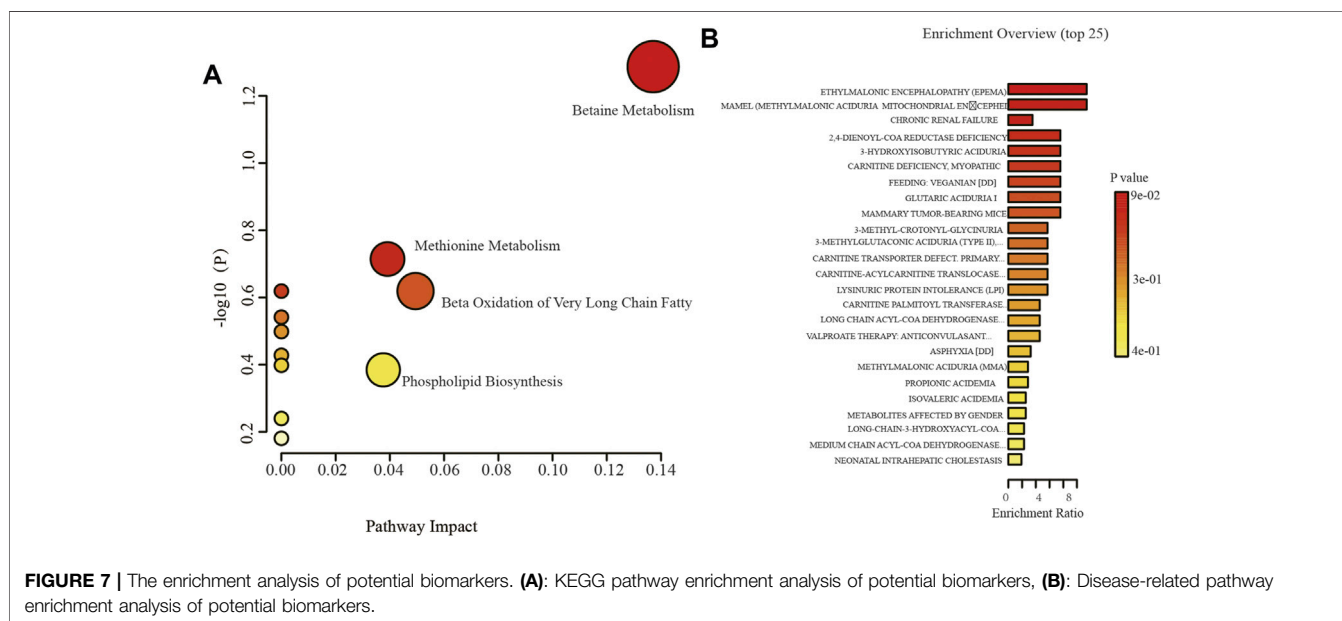 A
1.2
1.0
0.8
0.6
0.4
0.2
-log10 (P)
Betaine Metabolism
Methionine Metabolism
Beta Oxidation of Very Long Chain Fatty
Phospholipid Biosynthesis
0.00 0.02 0.04 0.06 0.08 0.10 0.12 0.14
Pathway Impact
B
Enrichment Overview (top 25)
ETHYLMALONIC ENCEPHALOPATHY (EPEMA)
MAMEL (METHYLMALONIC ACIDURIA MITOCHONDRIAL EN☒CEPHEL
CHRONIC RENAL FAILURE
2,4-DIENOYL-COA REDUCTASE DEFICIENCY
3-HYDROXYISOBUTYRIC ACIDURIA
CARNITINE DEFICIENCY, MYOPATHIC
FEEDING: VEGANIAN [DD]
GLUTARIC ACIDURIA I
MAMMARY TUMOR-BEARING MICE
3-METHYL-CROTONYL-GLYCINURIA
3-METHYLGLUTACONIC ACIDURIA (TYPE II),...
CARNITINE TRANSPORTER DEFECT. PRIMARY...
CARNITINE-ACYLCARNITINE TRANSLOCASE...
LYSINURIC PROTEIN INTOLERANCE (LPI)
CARNITINE PALMITOYL TRANSFERASE..
LONG CHAIN ACYL-COA DEHYDROGENASE...
VALPROATE THERAPY: ANTICONVULASANT...
ASPHYXIA [DD]
METHYLMALONIC ACIDURIA (MMA)
PROPIONIC ACIDEMIA
ISOVALERIC ACIDEMIA
METABOLITES AFFECTED BY GENDER
LONG-CHAIN-3-HYDROXYACYL-COA...
MEDIUM CHAIN ACYL-COA DEHYDROGENASE...
NEONATAL INTRAHEPATIC CHOLESTASIS
0 4 8
Enrichment Ratio
P value
9e-02
3e-01
4e-01
FIGURE 7 | The enrichment analysis of potential biomarkers. (A): KEGG pathway enrichment analysis of potential biomarkers, (B): Disease-related pathway
enrichment analysis of potential biomarkers.